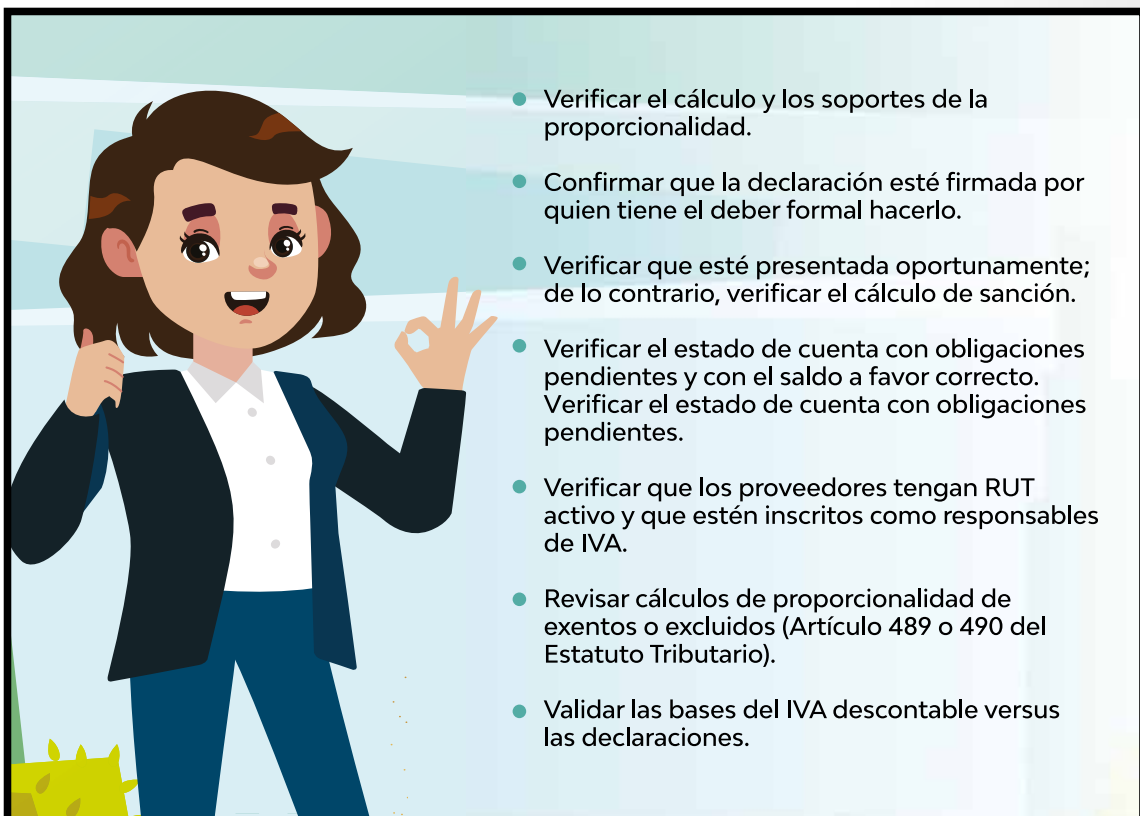 Verificar el cálculo y los soportes de la
proporcionalidad.
Confirmar que la declaración esté firmada por
quien tiene el deber formal hacerlo.
Verificar que esté presentada oportunamente;
de lo contrario, verificar el cálculo de sanción.
Verificar el estado de cuenta con obligaciones
pendientes y con el saldo a favor correcto.
Verificar el estado de cuenta con obligaciones
pendientes.
Verificar que los proveedores tengan RUT
activo y que estén inscritos como responsables
de IVA.
Revisar cálculos de proporcionalidad de
exentos o excluidos (Artículo 489 o 490 del
Estatuto Tributario).
Validar las bases del IVA descontable versus
las declaraciones.